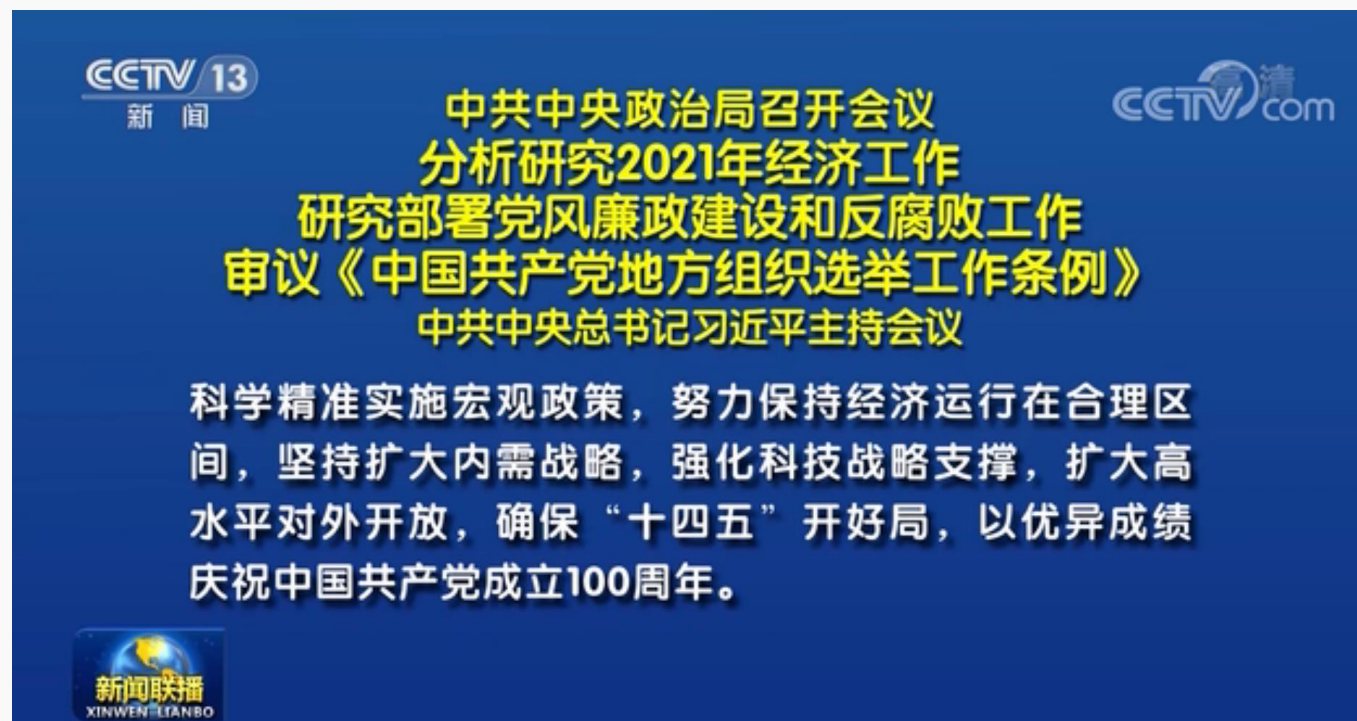 CCTV 13
新闻
高清
CCTV.com
中共中央政治局召开会议
分析研究2021年经济工作
研究部署党风廉政建设和反腐败工作
审议《中国共产党地方组织选举工作条例》
中共中央总书记习近平主持会议
科学精准实施宏观政策，努力保持经济运行在合理区
间，坚持扩大内需战略，强化科技战略支撑，扩大高
水平对外开放，确保“十四五”开好局，以优异成绩
庆祝中国共产党成立100周年。
新闻联播
XINWEN LIANBO